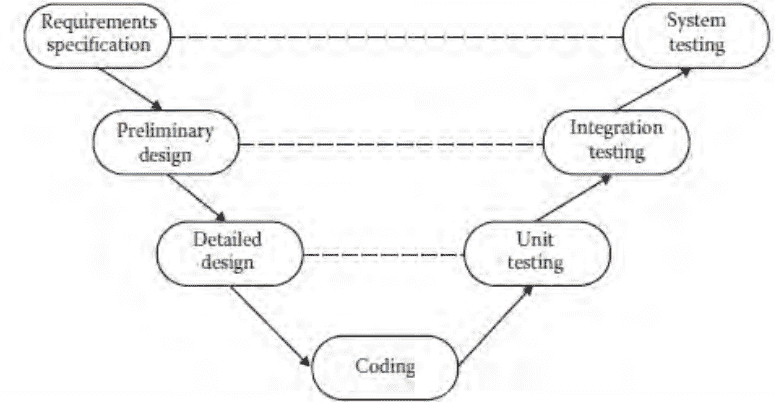 Requirements
specification
System
testing
Preliminary
design
Integration
testing
Detailed
design
Unit
testing
Coding